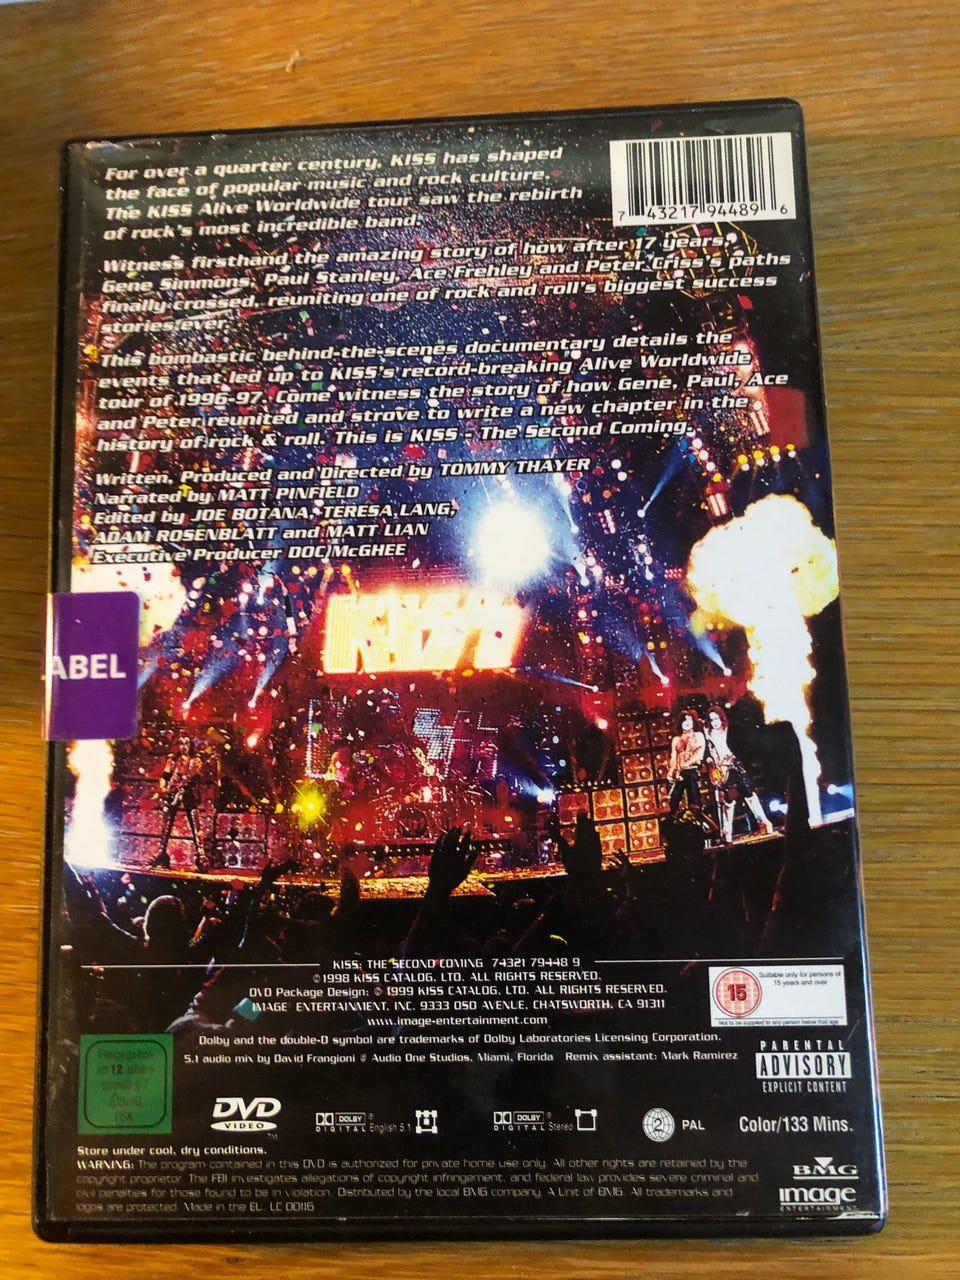 For over a quarter century, KISS has shaped
the face of popular music and rock culture.
The KISS Alive Worldwide tour saw the rebirth
of rock's most incredible band.
7 43217 94489 6
Witness firsthand the amazing story of how after 17 years,
Gene Simmons, Paul Stanley, Ace Frehley and Peter Criss's paths
finally crossed, reuniting one of rock and roll's biggest success
stories ever.
This bombastic behind-the-scenes documentary details the
events that led up to KISS's record-breaking Alive Worldwide
tour of 1996-97. Come witness the story of how Gene, Paul, Ace
and Peter reunited and strove to write a new chapter in the
history of rock & roll. This is KISS - The Second Coming.
Written, Produced and Directed by TOMMY THAYER
Narrated by MATT PINFIELD
Edited by JOE BOTANA, TERESA LANG,
ADAM ROSENBLATT and MATT LIAN
Executive Producer DOC McGHEE
KISS
ABEL
KISS: THE SECOND COMING 74321 79448 9
©1998 KISS CATALOG, LTD. ALL RIGHTS RESERVED.
DVD Package Design: © 1999 KISS CATALOG, LTD. ALL RIGHTS RESERVED.
IMAGE ENTERTAINMENT, INC. 9333 OSO AVENUE, CHATSWORTH, CA 91311
www.image-entertainment.com
15
Suitable only for persons of
15 years and over
Not to be supplied to any person below that age
Dolby and the double-D symbol are trademarks of Dolby Laboratories Licensing Corporation.
5.1 audio mix by David Frangioni @ Audio One Studios, Miami, Florida Remix assistant: Mark Ramirez
PARENTAL
ADVISORY
EXPLICIT CONTENT
Freigegeben
ab 12 Jahren
gemäß § 7
JÖSchG
FSK
DVD
VIDEO
TM
DOLBY ®
DIGITAL English 5.1
DOLBY ®
DIGITAL Stereo
2
PAL
Color/133 Mins.
Store under cool, dry conditions.
WARNING: The program contained in this DVD is authorized for private home use only. All other rights are retained by the
copyright proprietor. The FBI investigates allegations of copyright infringement, and federal law provides severe criminal and
civil penalties for those found to be in violation. Distributed by the local BMG company. A Unit of BMG. All trademarks and
logos are protected. Made in the EU. LC 00116
BMG
image
ENTERTAINMENT